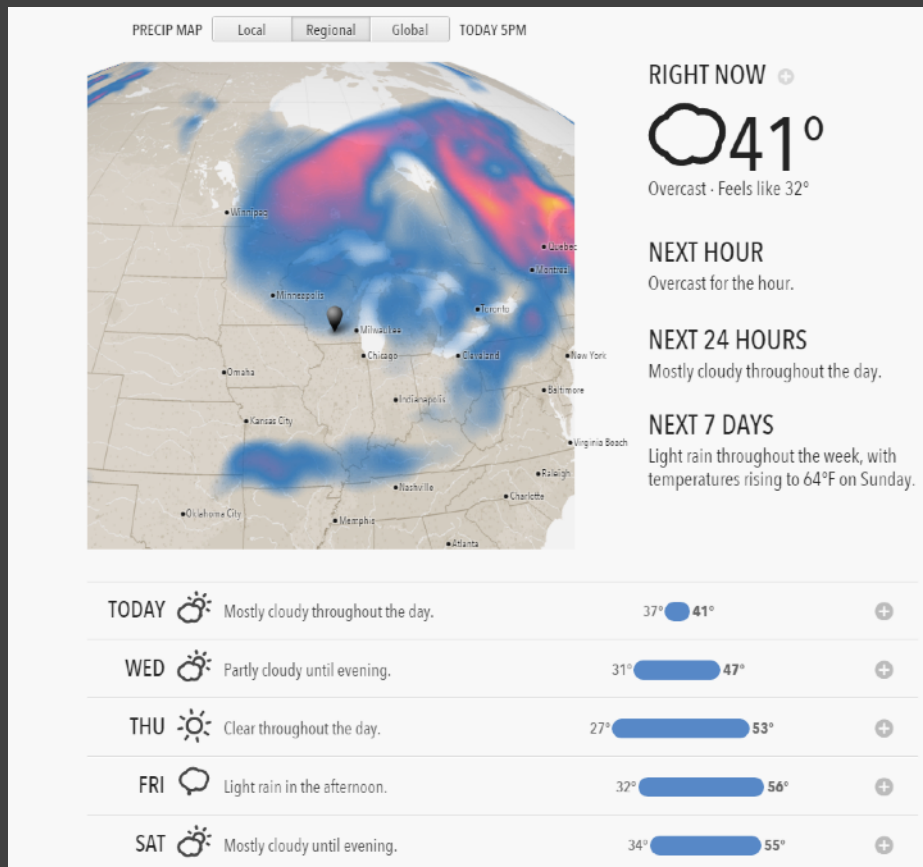 PRECIP MAP Local Regional Global TODAY 5PM
RIGHT NOW
41°
Overcast · Feels like 32°
NEXT HOUR
Overcast for the hour.
NEXT 24 HOURS
Mostly cloudy throughout the day.
NEXT 7 DAYS
Light rain throughout the week, with
temperatures rising to 64°F on Sunday.
Winnipeg
Quebec
Montreal
Minneapolis
Toronto
Milwaukee
Chicago
Cleveland
New York
Omaha
Baltimore
Indianapolis
Kansas City
Virginia Beach
Raleigh
Nashville
Charlotte
Oklahoma City
Memphis
Atlanta
TODAY Mostly cloudy throughout the day. 37° 41°
WED Partly cloudy until evening. 31° 47°
THU Clear throughout the day. 27° 53°
FRI Light rain in the afternoon. 32° 56°
SAT Mostly cloudy until evening. 34° 55°